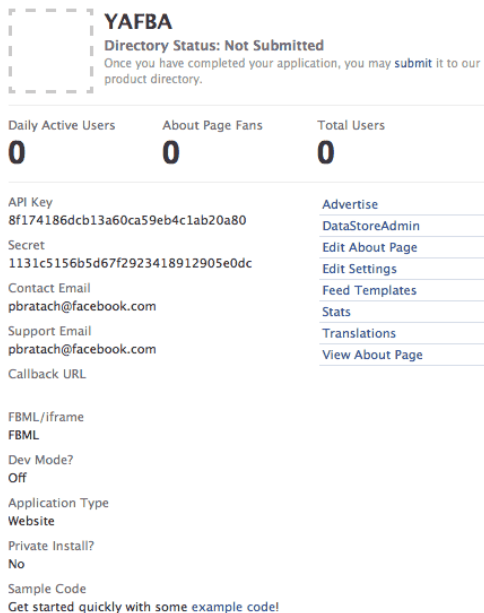 YAFBA
Directory Status: Not Submitted
Once you have completed your application, you may submit it to our
product directory.
Daily Active Users
0
About Page Fans
0
Total Users
0
API Key
8f174186dcb13a60ca59eb4c1ab20a80
Secret
1131c5156b5d67f2923418912905e0dc
Contact Email
pbratach@facebook.com
Support Email
pbratach@facebook.com
Callback URL
FBML/iframe
FBML
Dev Mode?
Off
Application Type
Website
Private Install?
No
Sample Code
Get started quickly with some example code!
Advertise
DataStoreAdmin
Edit About Page
Edit Settings
Feed Templates
Stats
Translations
View About Page